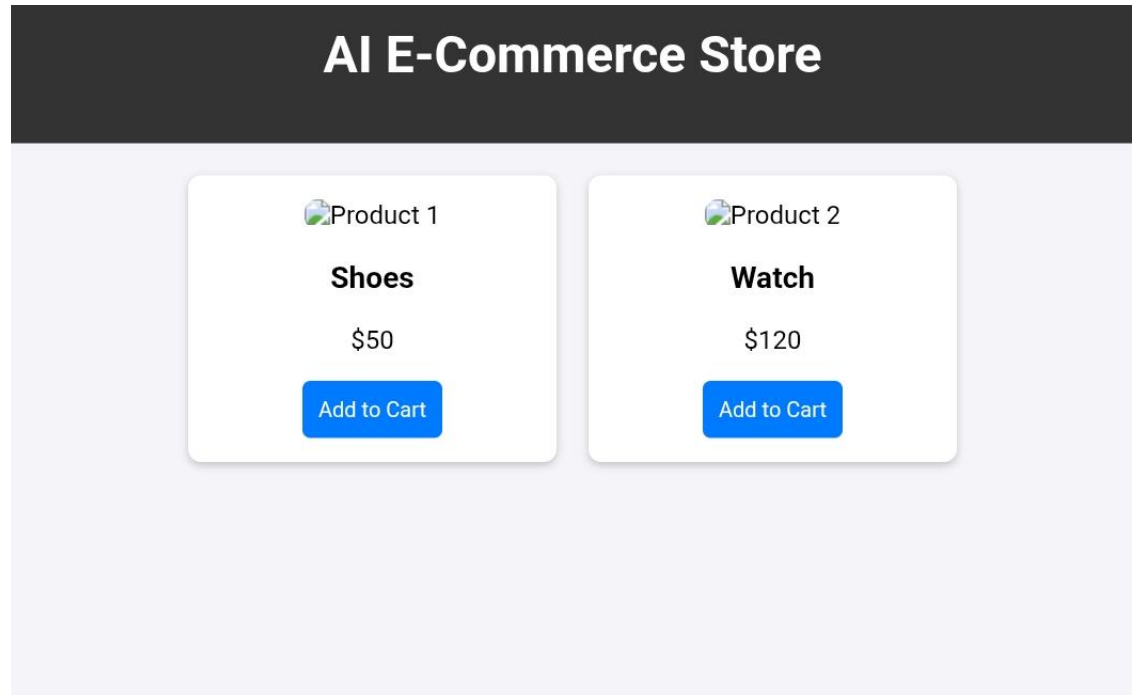 AI E-Commerce Store
Product 1
Product 2
Shoes
Watch
$50
$120
Add to Cart
Add to Cart